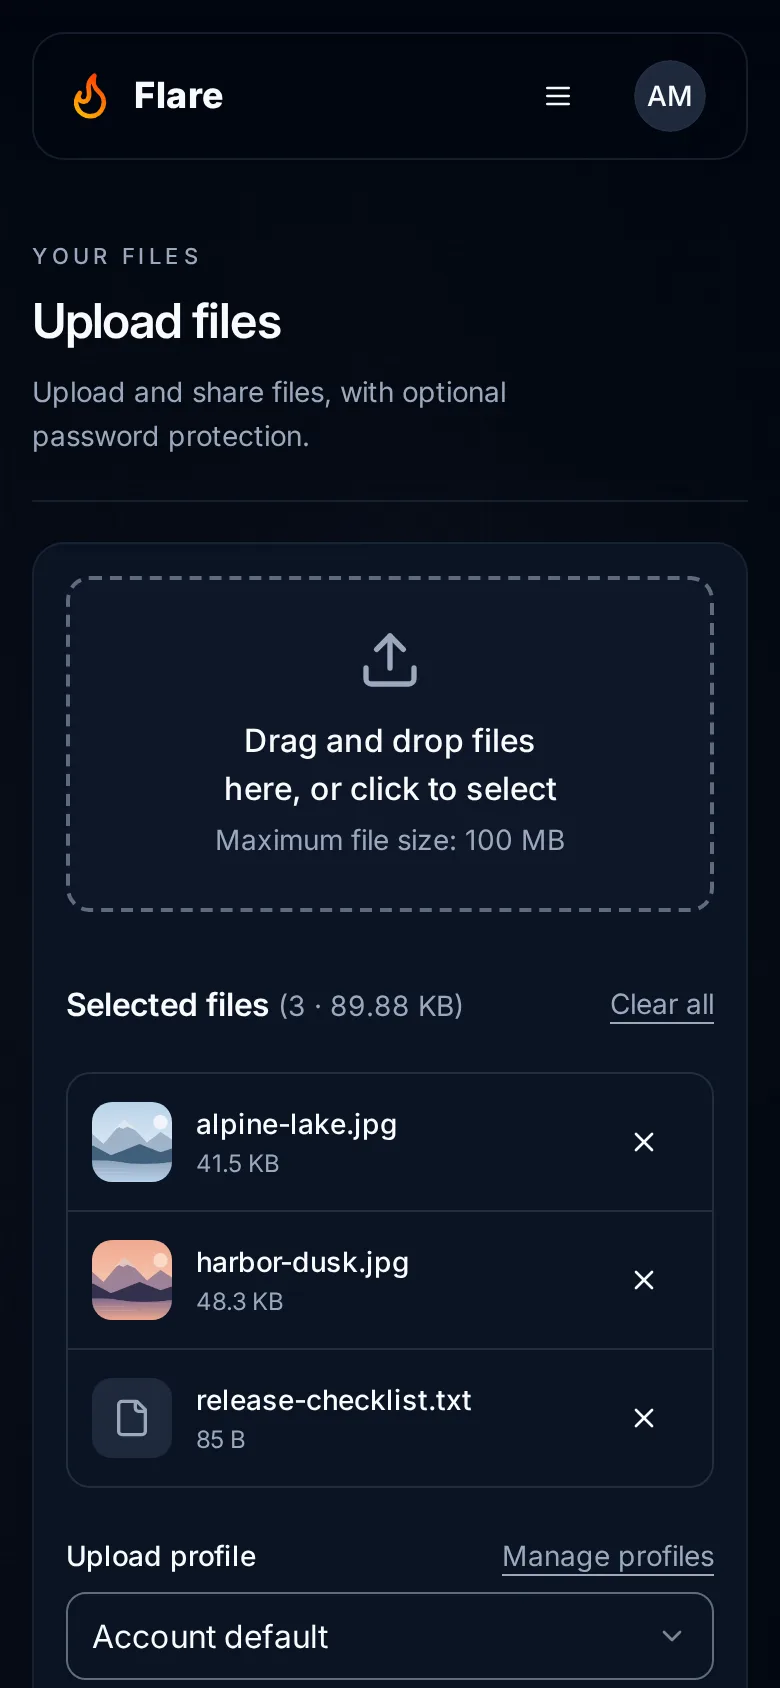 Flare
AM
YOUR FILES
Upload files
Upload and share files, with optional
password protection.
Drag and drop files
here, or click to select
Maximum file size: 100 MB
Selected files (3 · 89.88 KB)
Clear all
alpine-lake.jpg
41.5 KB
harbor-dusk.jpg
48.3 KB
release-checklist.txt
85 B
Upload profile
Manage profiles
Account default